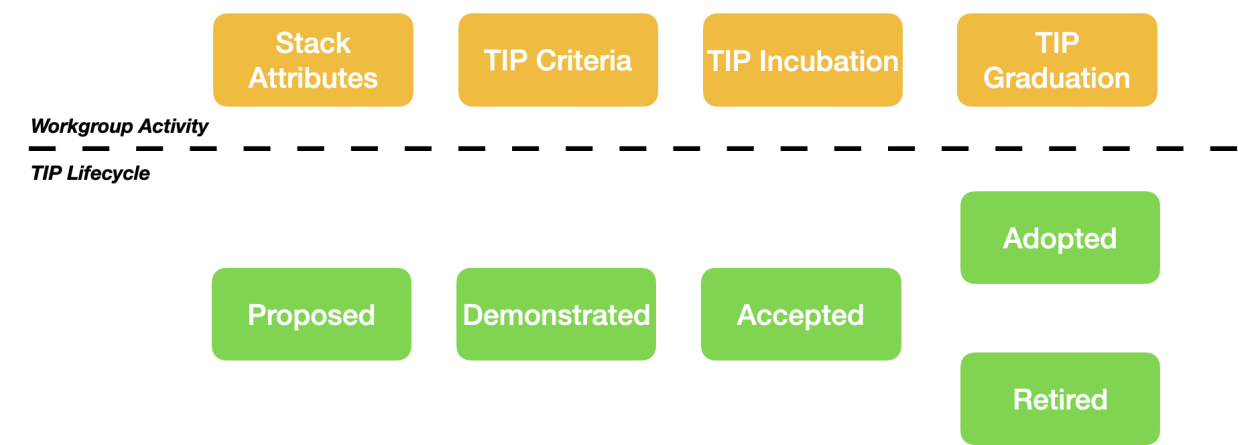 Stack
Attributes
TIP Criteria
TIP Incubation
TIP
Graduation
Workgroup Activity
TIP Lifecycle
Adopted
Proposed
Demonstrated
Accepted
Retired